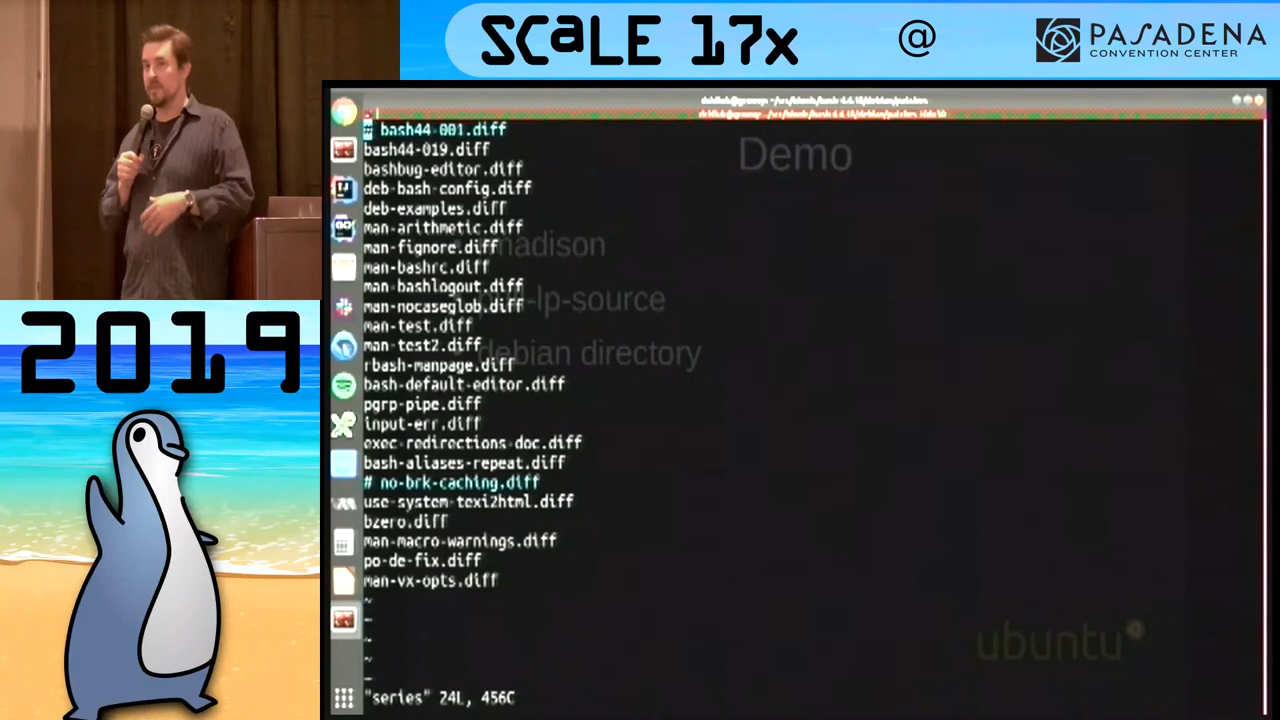 SCaLE 17x
@
PASADENA
CONVENTION CENTER
2019
# bash44-001.diff
bash44-019.diff
bashbug-editor.diff
deb-bash-config.diff
deb-examples.diff
man-arithmetic.diff
man-fignore.diff
man-bashrc.diff
man-bashlogout.diff
man-nocaseglob.diff
man-test.diff
man-test2.diff
rbash-manpage.diff
bash-default-editor.diff
pgrp-pipe.diff
input-err.diff
exec-redirections-doc.diff
bash-aliases-repeat.diff
# no-brk-caching.diff
use-system-texi2html.diff
bzero.diff
man-macro-warnings.diff
po-de-fix.diff
man-vx-opts.diff
~
~
~
~
~
"series" 24L, 456C
Demo
madison
-lp-source
debian directory
ubuntu